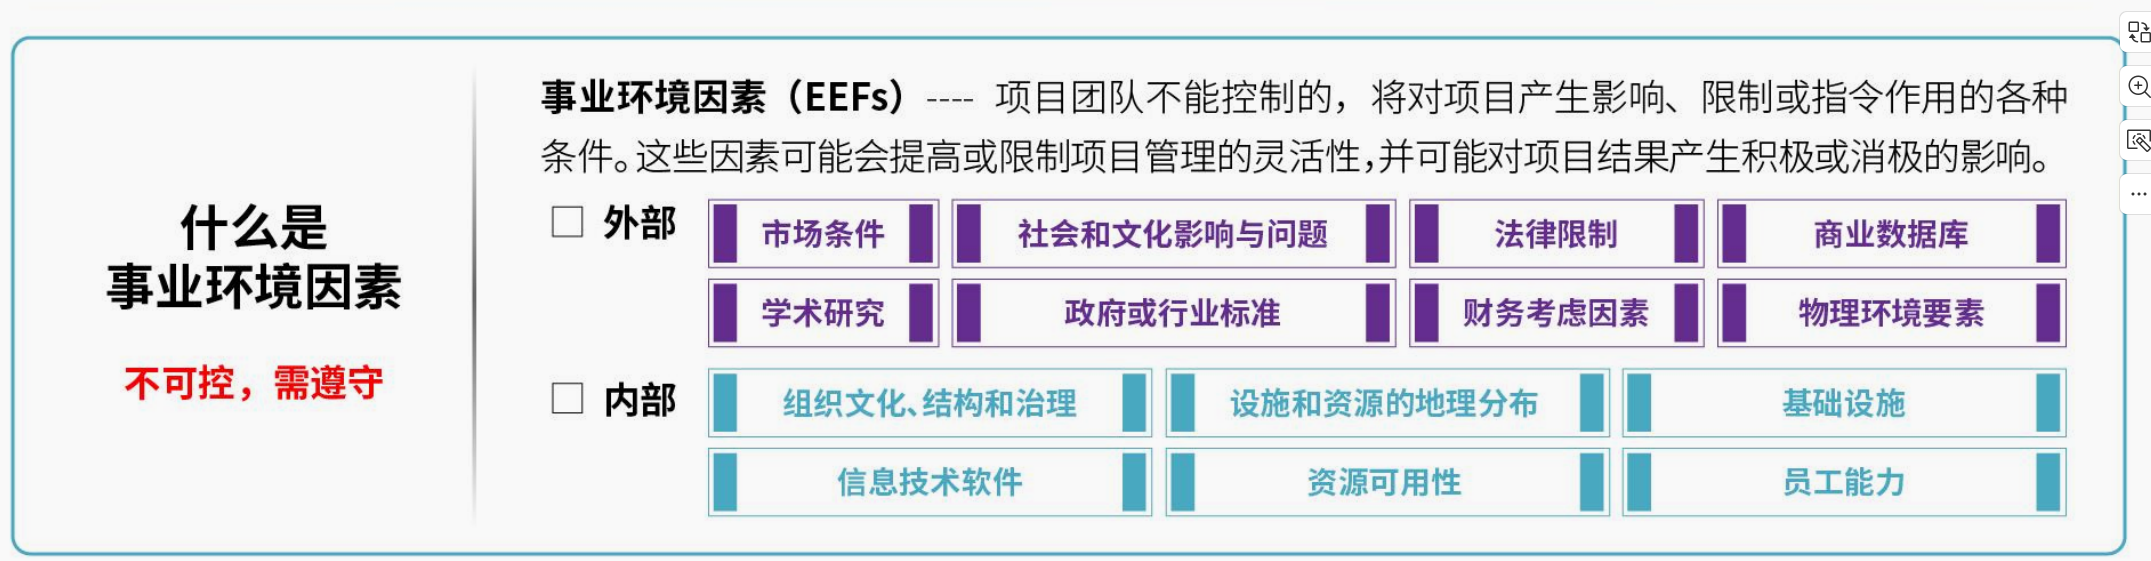 什么是
事业环境因素
不可控，需遵守
事业环境因素（EEFs）---- 项目团队不能控制的，将对项目产生影响、限制或指令作用的各种
条件。这些因素可能会提高或限制项目管理的灵活性,并可能对项目结果产生积极或消极的影响。
□ 外部
市场条件 社会和文化影响与问题 法律限制 商业数据库
学术研究 政府或行业标准 财务考虑因素 物理环境要素
□ 内部
组织文化、结构和治理 设施和资源的地理分布 基础设施
信息技术软件 资源可用性 员工能力